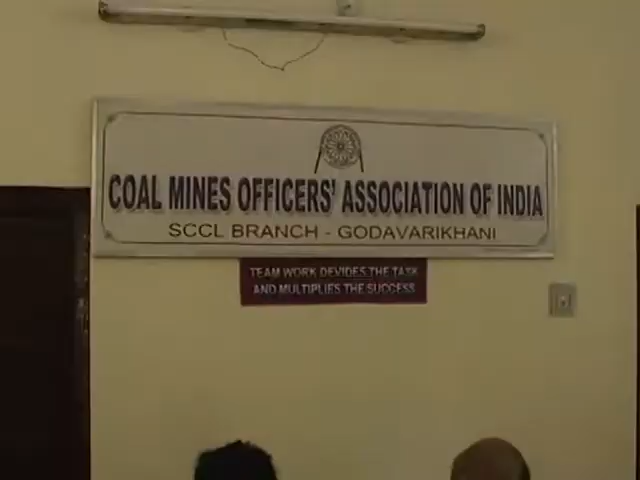 COAL MINES OFFICERS' ASSOCIATION OF INDIA
SCCL BRANCH - GODAVARIKHANI
TEAM WORK DEVIDES THE TASK
AND MULTIPLIES THE SUCCESS